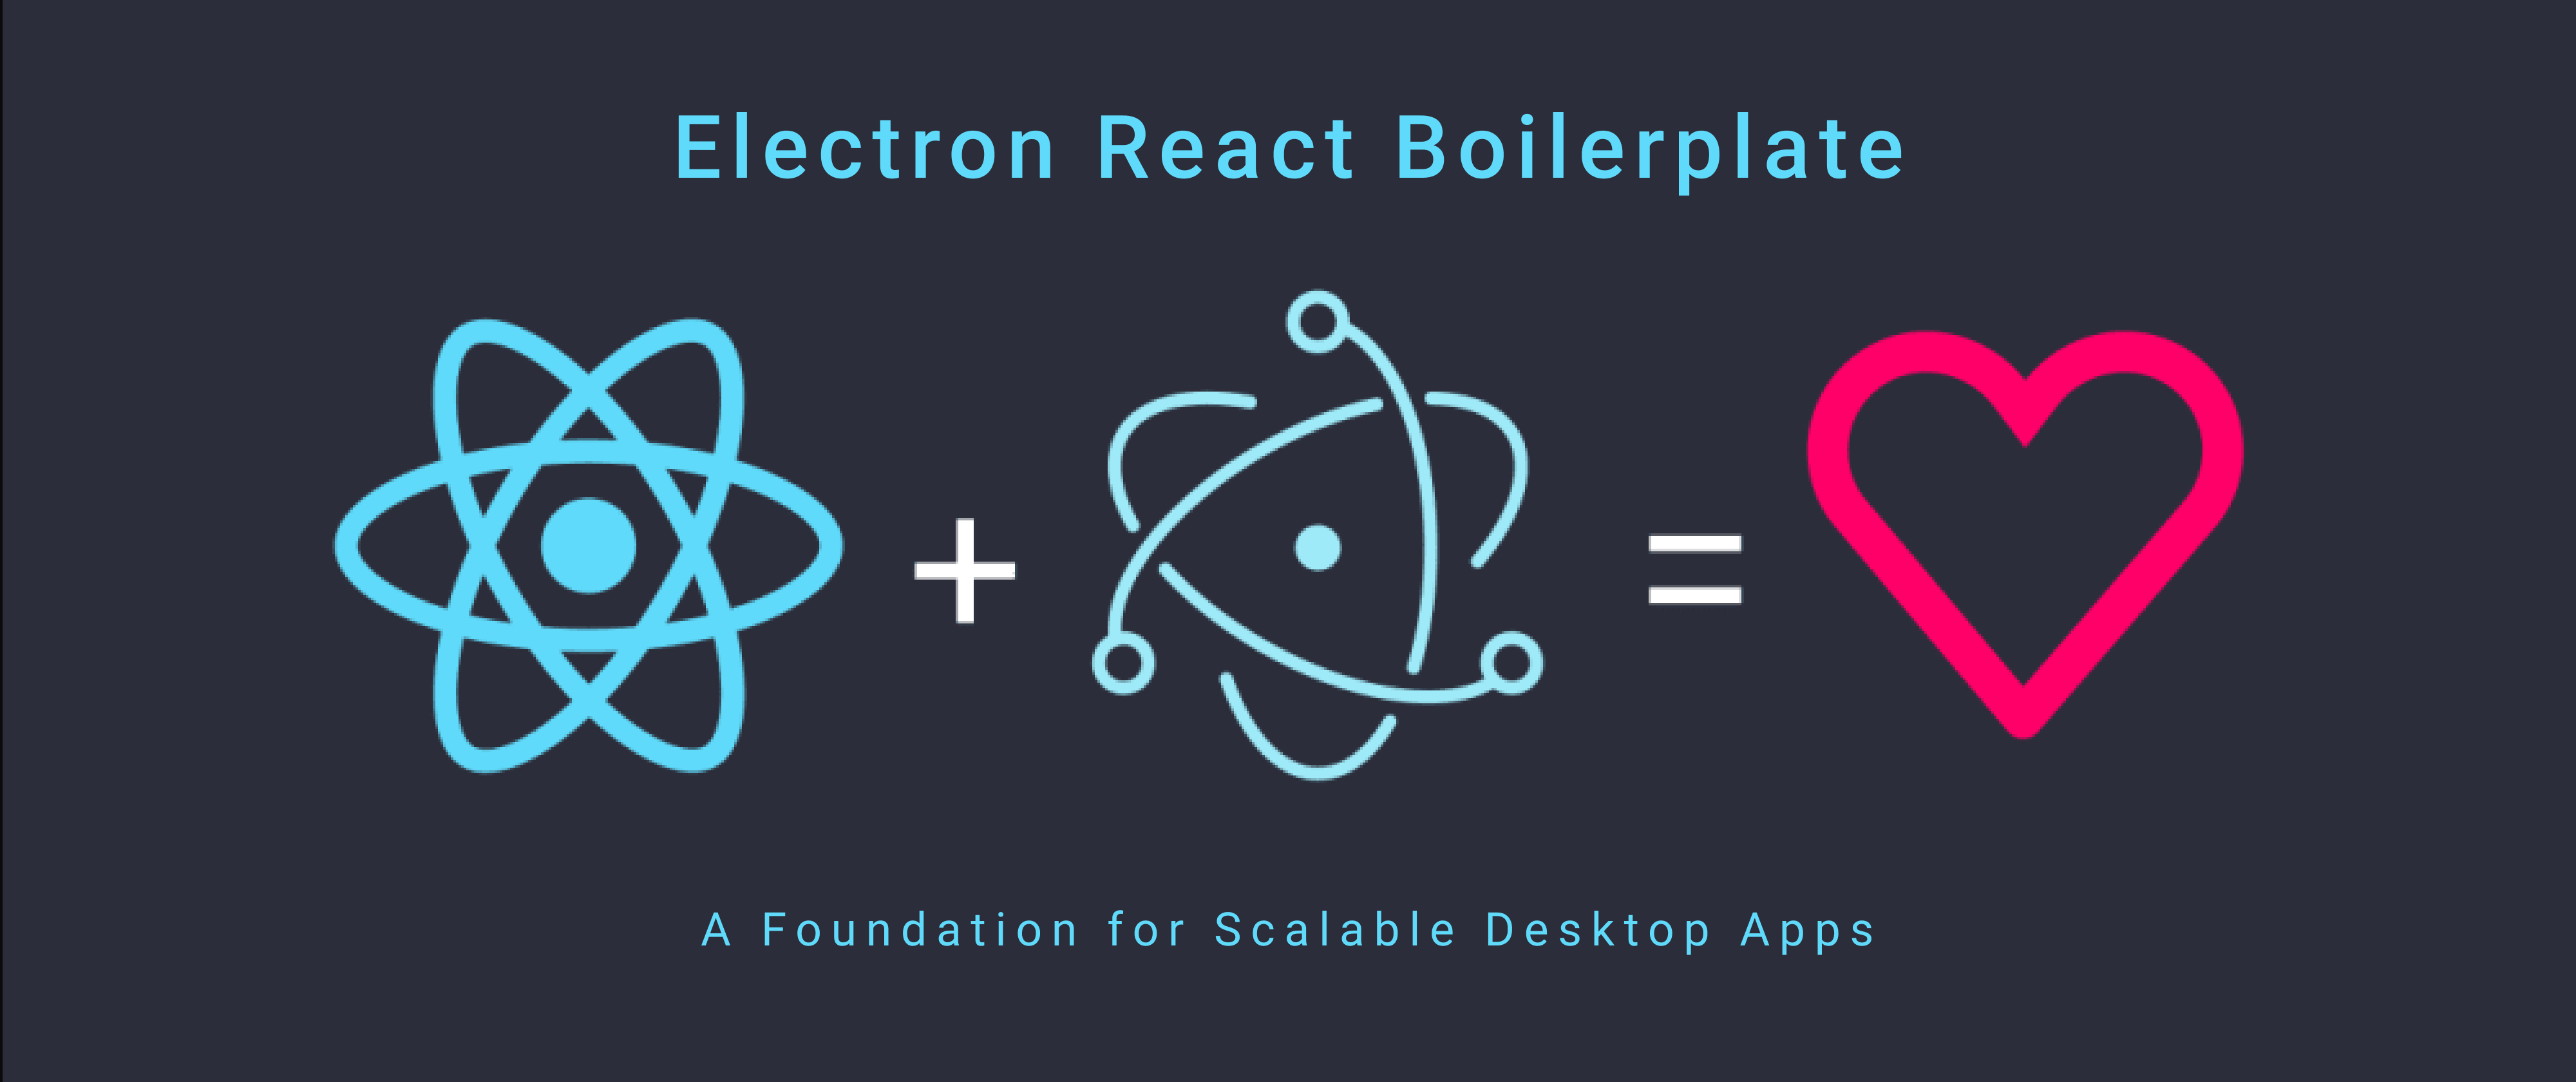 Electron React Boilerplate
+ =
A Foundation for Scalable Desktop Apps